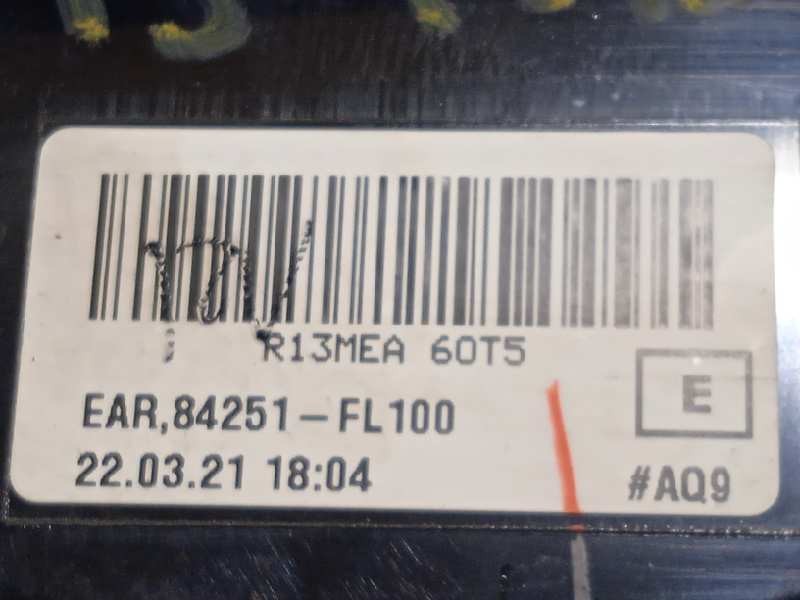 R13MEA 60T5
E
EAR,84251-FL100
22.03.21 18:04
#AQ9